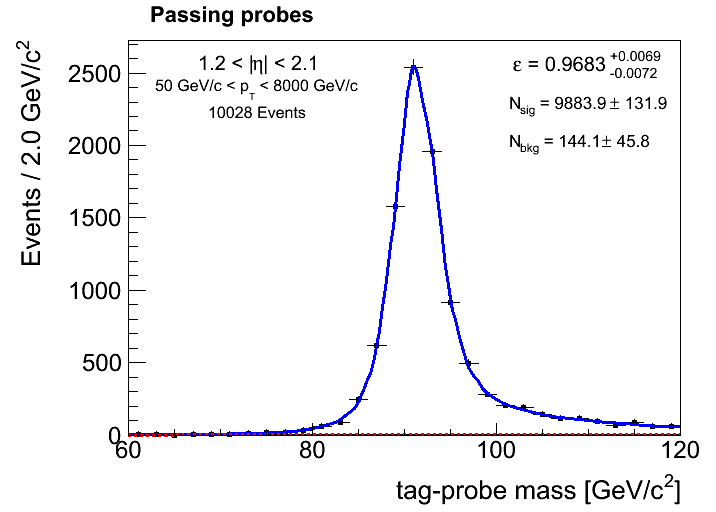 Passing probes
1.2 < |η| < 2.1
50 GeV/c < p_T < 8000 GeV/c
10028 Events
ε = 0.9683 +0.0069 -0.0072
N_sig = 9883.9 ± 131.9
N_bkg = 144.1 ± 45.8
Events / 2.0 GeV/c²
2500
2000
1500
1000
500
0
60 80 100 120
tag-probe mass [GeV/c²]